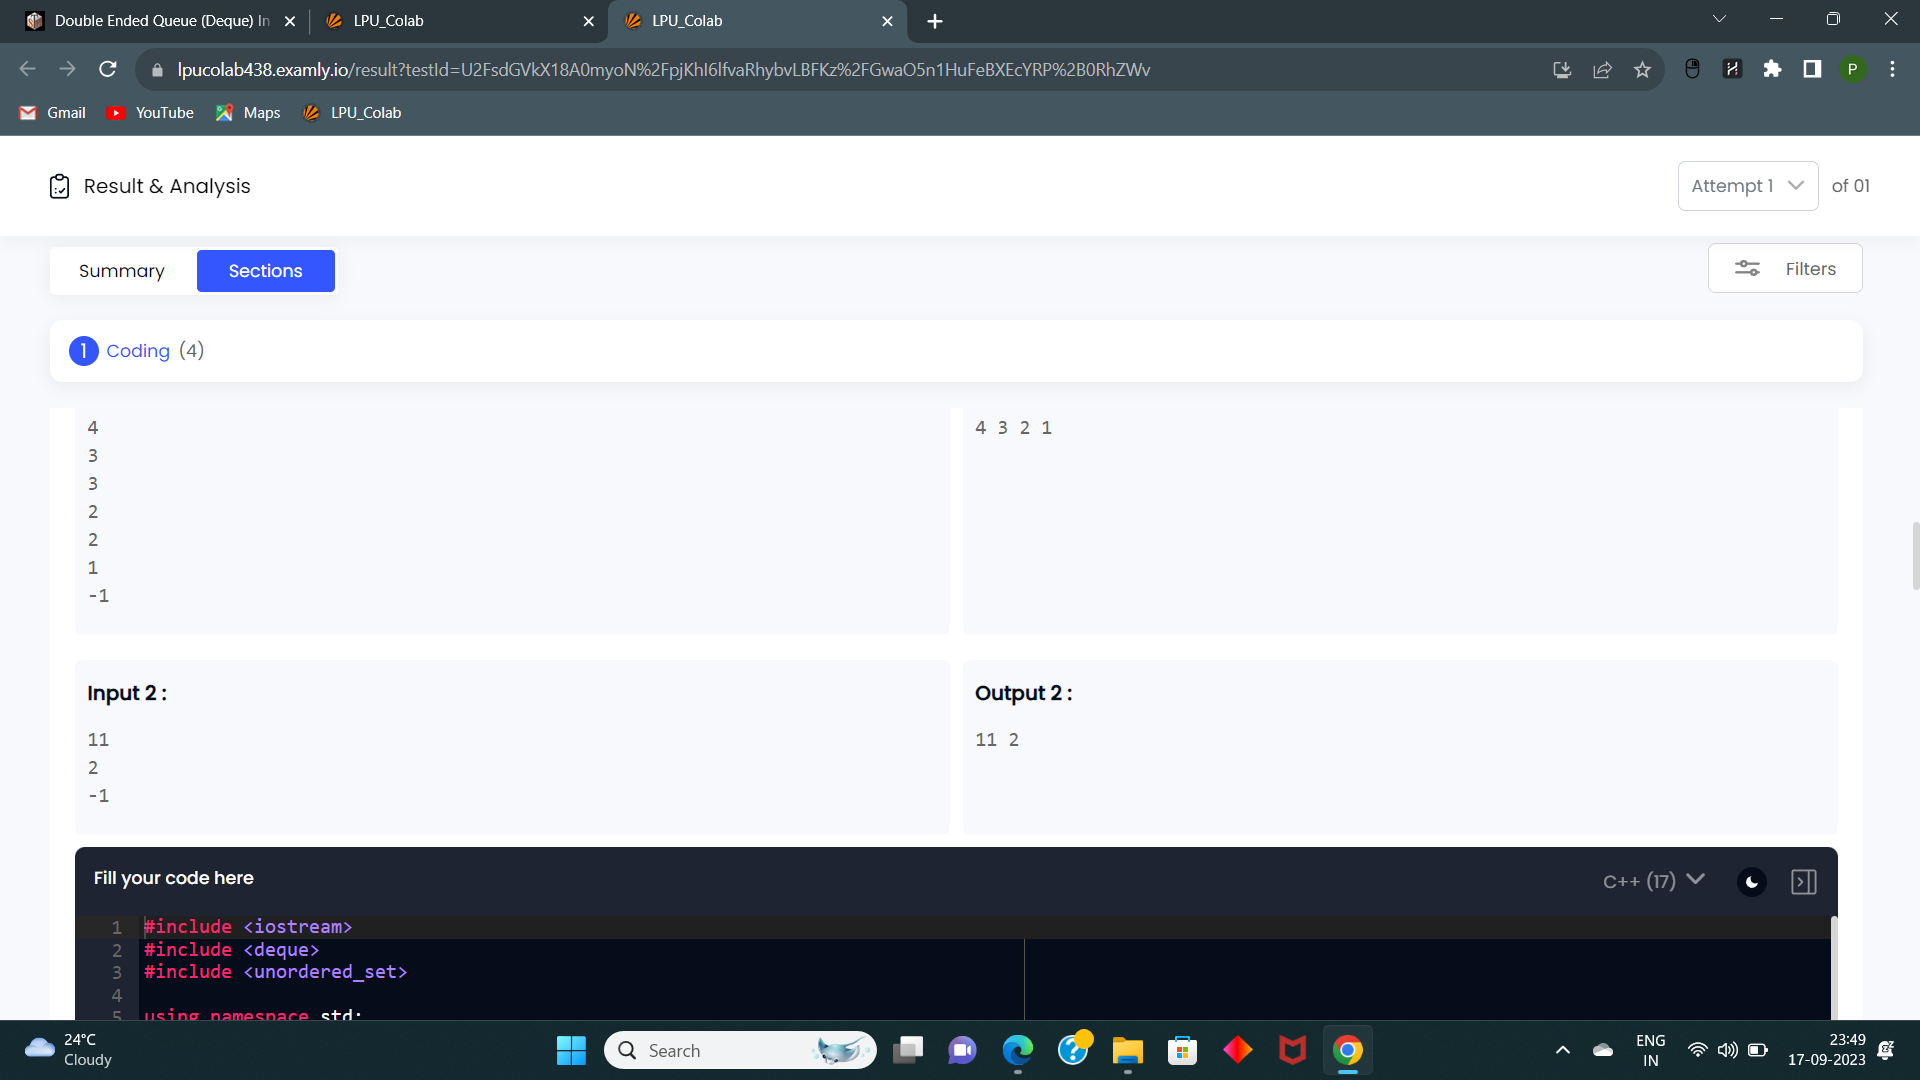 Double Ended Queue (Deque) In
LPU_Colab
LPU_Colab
lpucolab438.examly.io/result?testId=U2FsdGVkX18A0myoN%2FpjKhI6lfvaRhybvLBFKz%2FGwaO5n1HuFeBXEcYRP%2B0RhZWv
P
Gmail
YouTube
Maps
LPU_Colab
Result & Analysis
Attempt 1
of 01
Summary
Sections
Filters
1 Coding (4)
4
3
3
2
2
1
-1
4 3 2 1
Input 2 :
11
2
-1
Output 2 :
11 2
Fill your code here
C++ (17)
1 #include <iostream>
2 #include <deque>
3 #include <unordered_set>
4
5 using namespace std;
24°C
Cloudy
Search
ENG
IN
23:49
17-09-2023